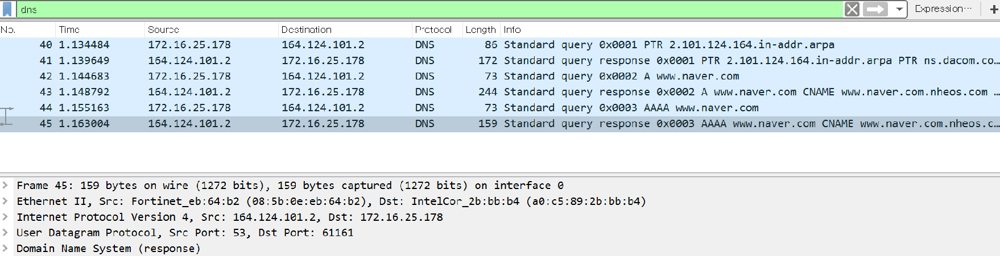 dns Expression… +
No. Time Source Destination Protocol Length Info
40 1.134484 172.16.25.178 164.124.101.2 DNS 86 Standard query 0x0001 PTR 2.101.124.164.in-addr.arpa
41 1.139649 164.124.101.2 172.16.25.178 DNS 172 Standard query response 0x0001 PTR 2.101.124.164.in-addr.arpa PTR ns.dacom.co…
42 1.144683 172.16.25.178 164.124.101.2 DNS 73 Standard query 0x0002 A www.naver.com
43 1.148792 164.124.101.2 172.16.25.178 DNS 244 Standard query response 0x0002 A www.naver.com CNAME www.naver.com.nheos.com …
44 1.155163 172.16.25.178 164.124.101.2 DNS 73 Standard query 0x0003 AAAA www.naver.com
45 1.163004 164.124.101.2 172.16.25.178 DNS 159 Standard query response 0x0003 AAAA www.naver.com CNAME www.naver.com.nheos.c…
Frame 45: 159 bytes on wire (1272 bits), 159 bytes captured (1272 bits) on interface 0
Ethernet II, Src: Fortinet_eb:64:b2 (08:5b:0e:eb:64:b2), Dst: IntelCor_2b:bb:b4 (a0:c5:89:2b:bb:b4)
Internet Protocol Version 4, Src: 164.124.101.2, Dst: 172.16.25.178
User Datagram Protocol, Src Port: 53, Dst Port: 61161
Domain Name System (response)